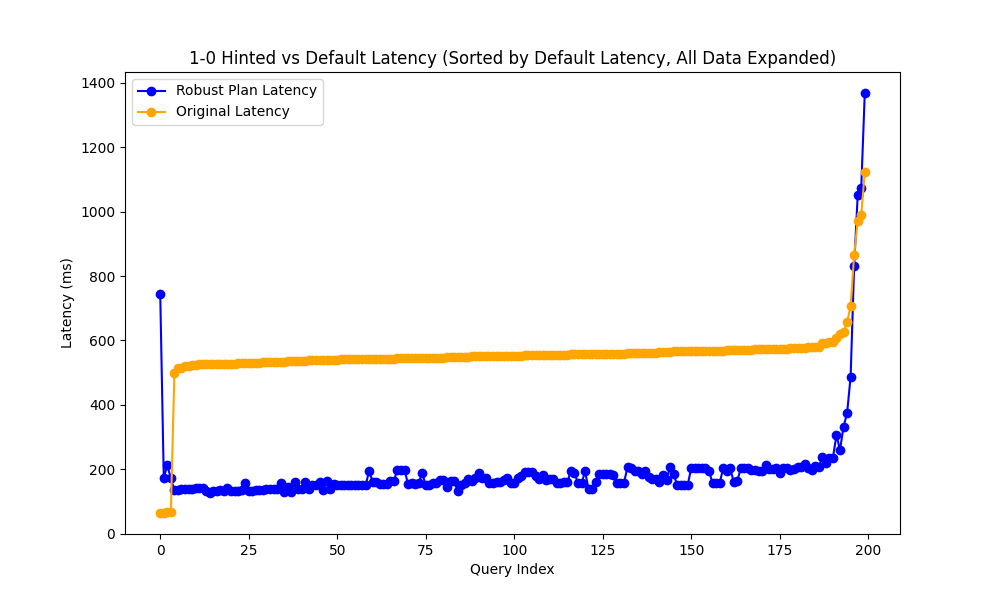 1-0 Hinted vs Default Latency (Sorted by Default Latency, All Data Expanded)
Robust Plan Latency
Original Latency
Latency (ms)
1400
1200
1000
800
600
400
200
0
0 25 50 75 100 125 150 175 200
Query Index